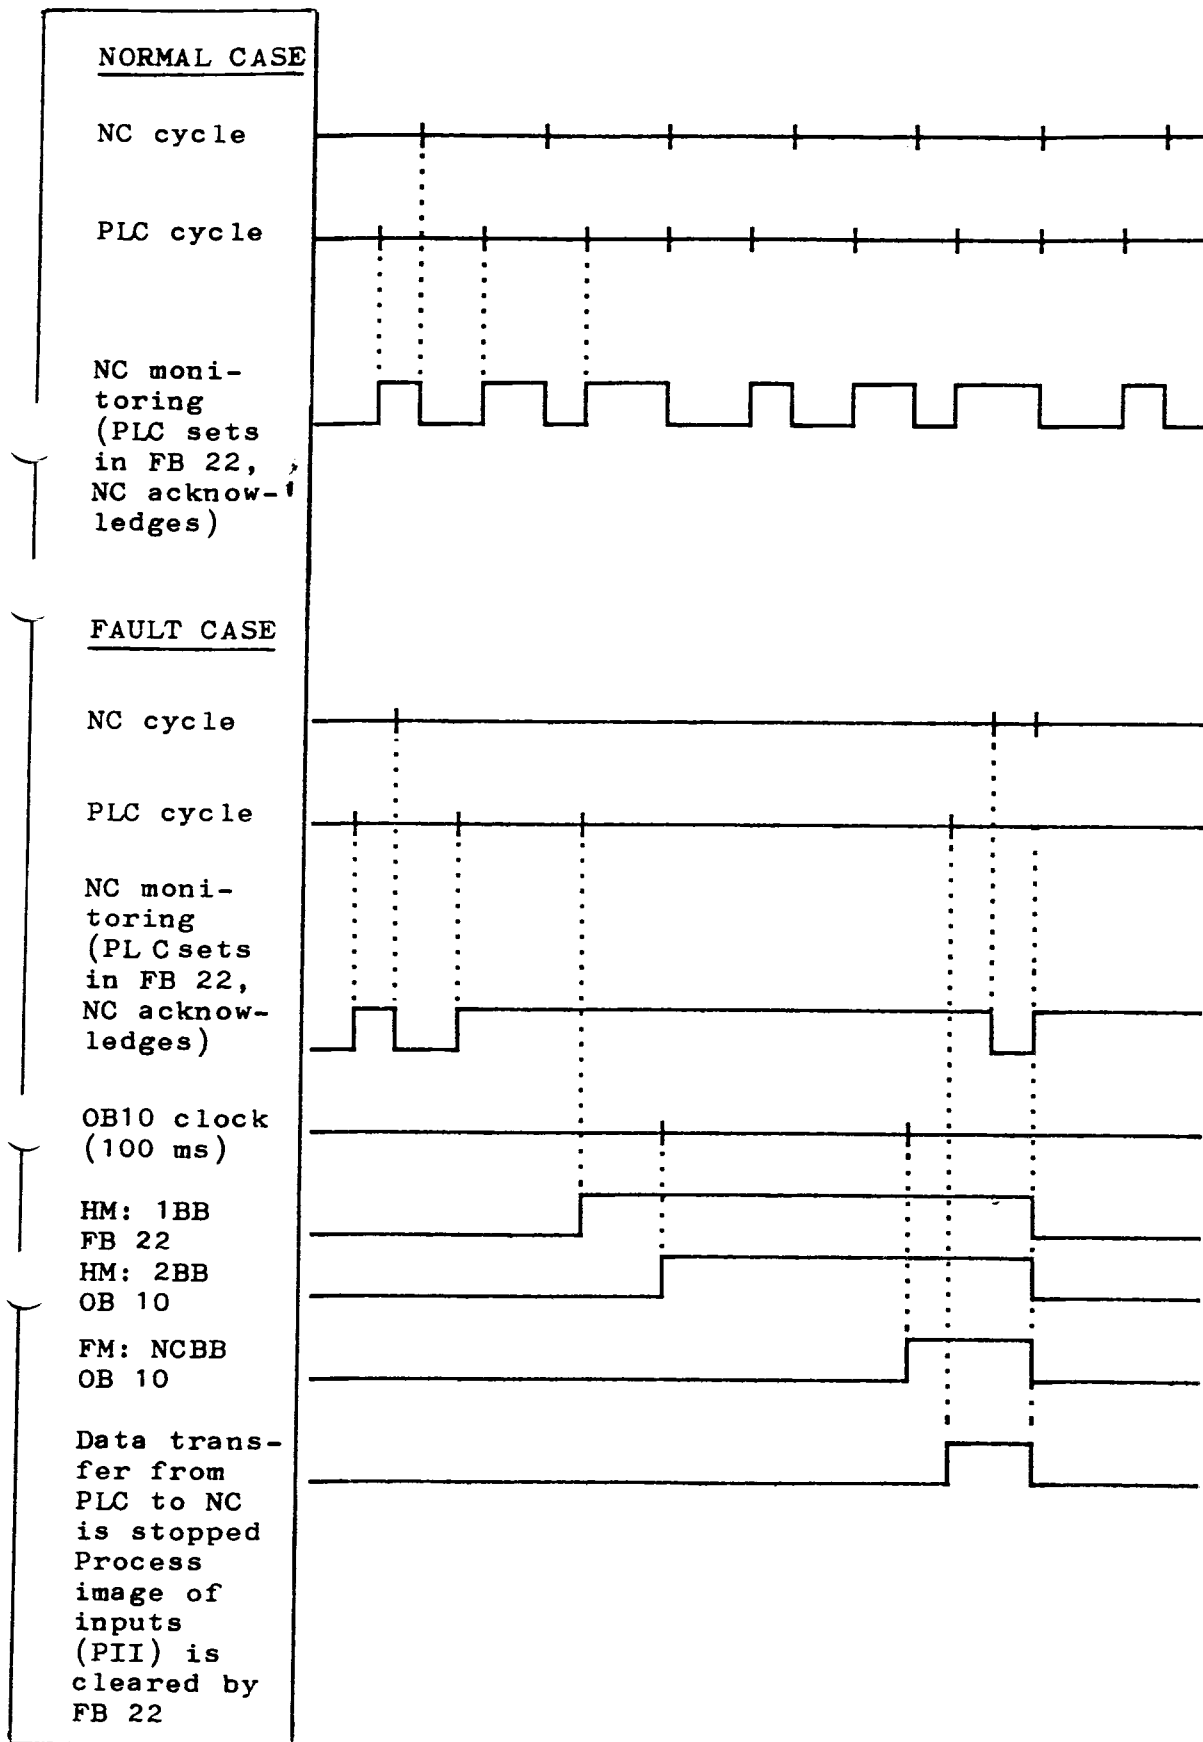 NORMAL CASE
NC cycle
PLC cycle
NC moni-
toring
(PLC sets
in FB 22,
NC acknow-
ledges)
FAULT CASE
NC cycle
PLC cycle
NC moni-
toring
(PLC sets
in FB 22,
NC acknow-
ledges)
OB10 clock
(100 ms)
HM: 1BB
FB 22
HM: 2BB
OB 10
FM: NCBB
OB 10
Data trans-
fer from
PLC to NC
is stopped
Process
image of
inputs
(PII) is
cleared by
FB 22